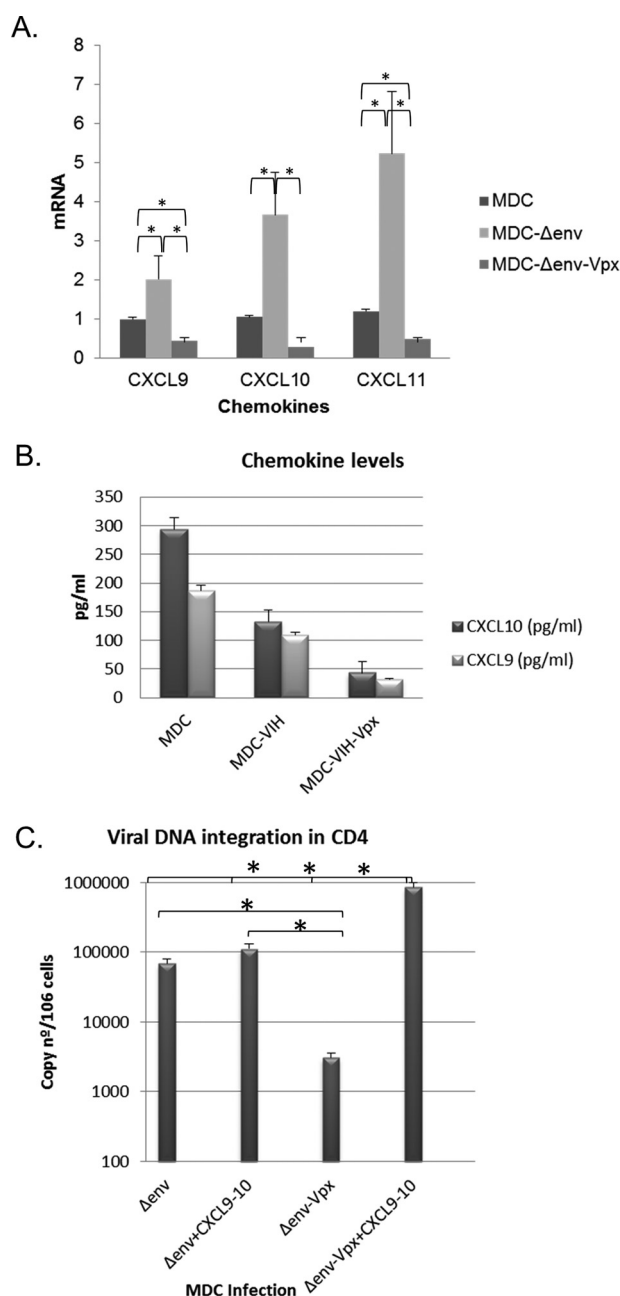 A.
8
7
6
5
4
3
2
1
0
mRNA
* * *
* *
* * *
CXCL9 CXCL10 CXCL11
Chemokines
MDC
MDC-Δenv
MDC-Δenv-Vpx
B.
Chemokine levels
350
300
250
200
150
100
50
0
pg/ml
MDC
MDC-VIH
MDC-VIH-Vpx
CXCL10 (pg/ml)
CXCL9 (pg/ml)
C.
Viral DNA integration in CD4
* * *
*
*
1000000
100000
10000
1000
100
Copy nº/106 cells
Δenv
Δenv+CXCL9-10
Δenv-Vpx
Δenv-Vpx+CXCL9-10
MDC Infection